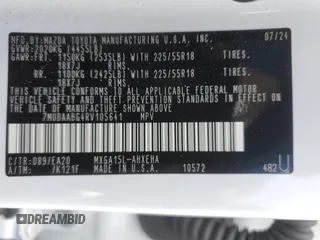 MFD.BY:MAZDA TOYOTA MANUFACTURING U.S.A., INC. 07/24
GVWR:2020KG (4455LB)
GAWR:FRT. 1150KG (2535LB) WITH 225/55R18 TIRES.
18X7J RIMS.
RR. 1100KG (2425LB) WITH 225/55R18 TIRES.
18X7J RIMS.
THIS VEHICLE CONFORMS TO ALL APPLICABLE FEDERAL MOTOR VEHICLE SAFETY AND THEFT PREVENTION STANDARDS IN EFFECT ON THE DATE OF MANUFACTURE SHOWN ABOVE.
7MUDAABG4RV105641 MPV
C/TR:089/EA20 MXGA15L-AHXEHA
A/TM: /K121F 10572 482 U
DREAMBID